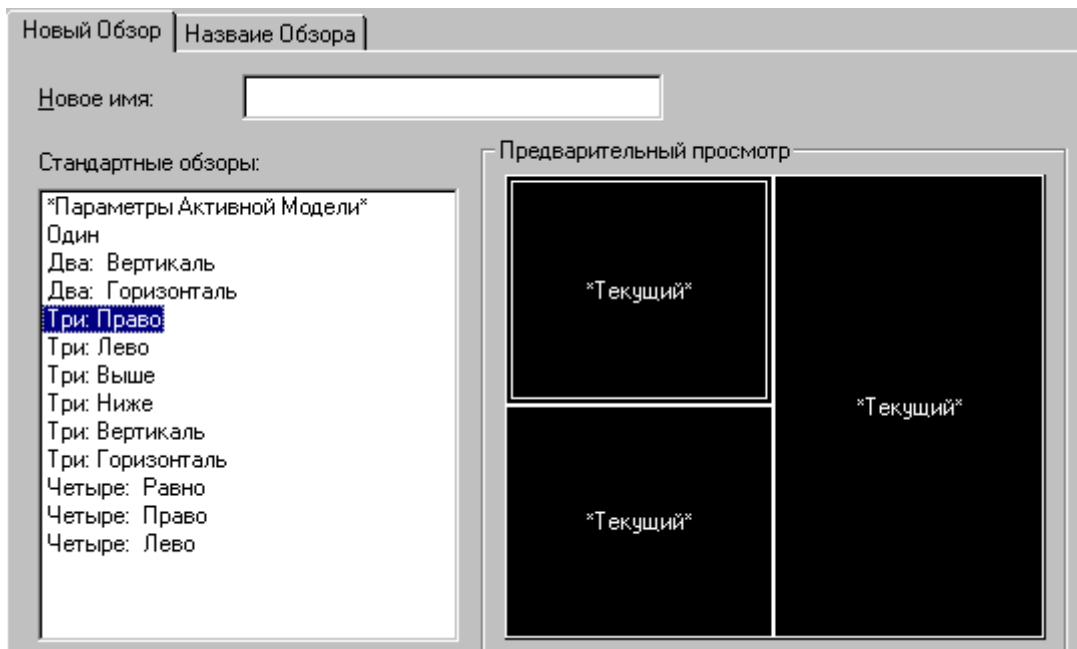 Новый Обзор
Назваие Обзора
Новое имя:
Стандартные обзоры:
*Параметры Активной Модели*
Один
Два: Вертикаль
Два: Горизонталь
Три: Право
Три: Лево
Три: Выше
Три: Ниже
Три: Вертикаль
Три: Горизонталь
Четыре: Равно
Четыре: Право
Четыре: Лево
Предварительный просмотр
*Текущий*
*Текущий*
*Текущий*